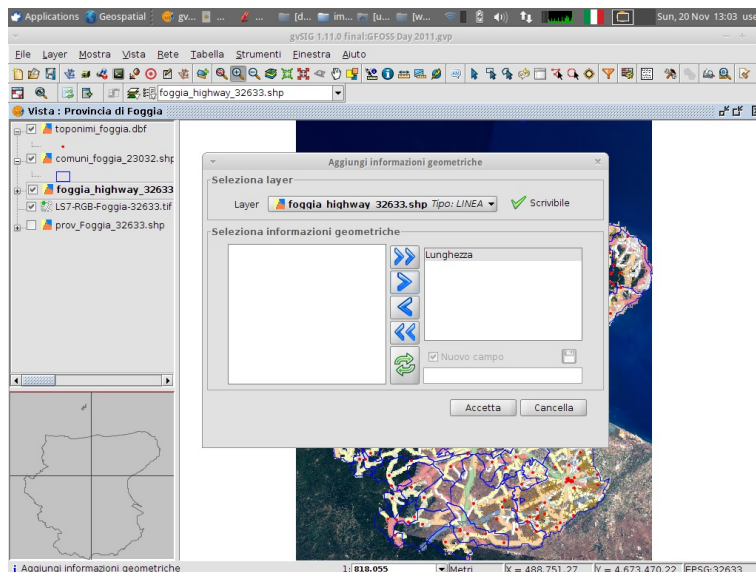 Applications Geospatial gv... ... ... [d... im... [u... [w... Sun, 20 Nov 13:03 use
gvSIG 1.11.0 final:GFOSS Day 2011.gvp
File Layer Mostra Vista Rete Tabella Strumenti Finestra Aiuto
foggia_highway_32633.shp
Vista : Provincia di Foggia
toponimi_foggia.dbf
comuni_foggia_23032.shp
foggia_highway_32633
LS7-RGB-Foggia-32633.tif
prov_Foggia_32633.shp
Aggiungi informazioni geometriche
Seleziona layer
Layer foggia_highway_32633.shp Tipo: LINEA Scrivibile
Seleziona informazioni geometriche
Lunghezza
Nuovo campo
Accetta Cancella
Aggiungi informazioni geometriche 1: 818.055 Metri X = 488.751,27 Y = 4.673.470,22 EPSG:32633